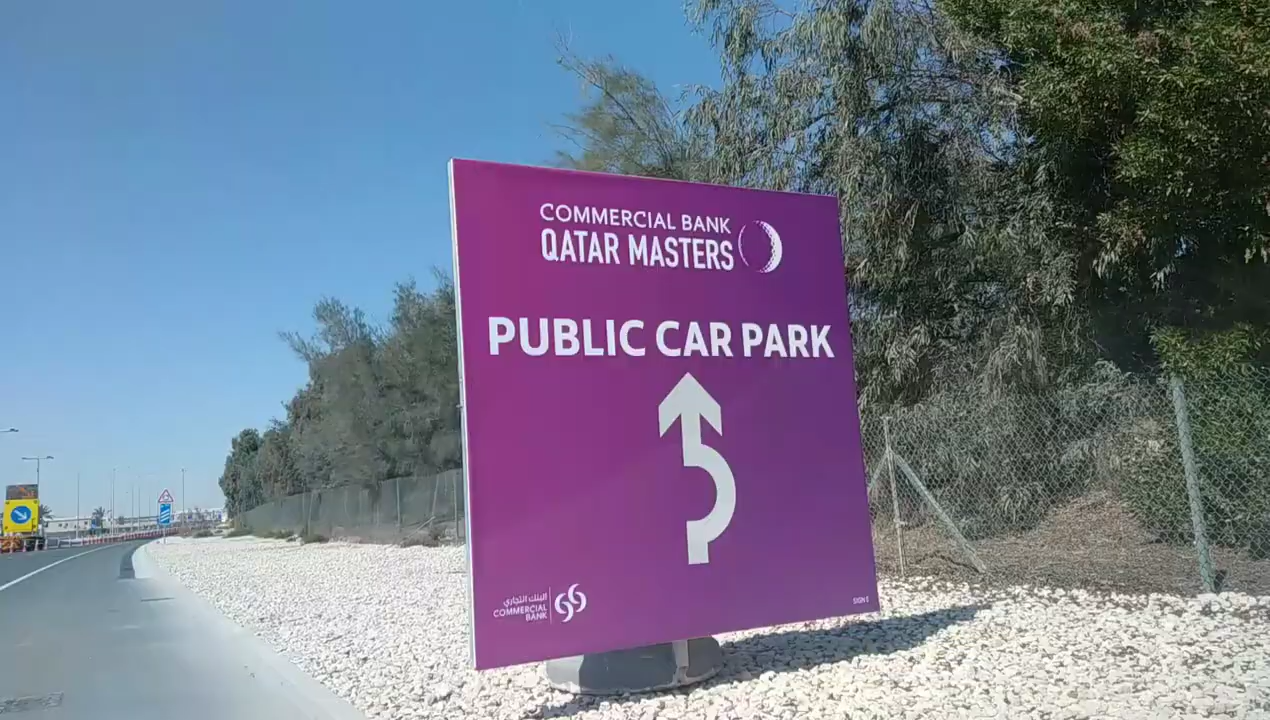 COMMERCIAL BANK
QATAR MASTERS
PUBLIC CAR PARK
البنك التجاري
COMMERCIAL
BANK